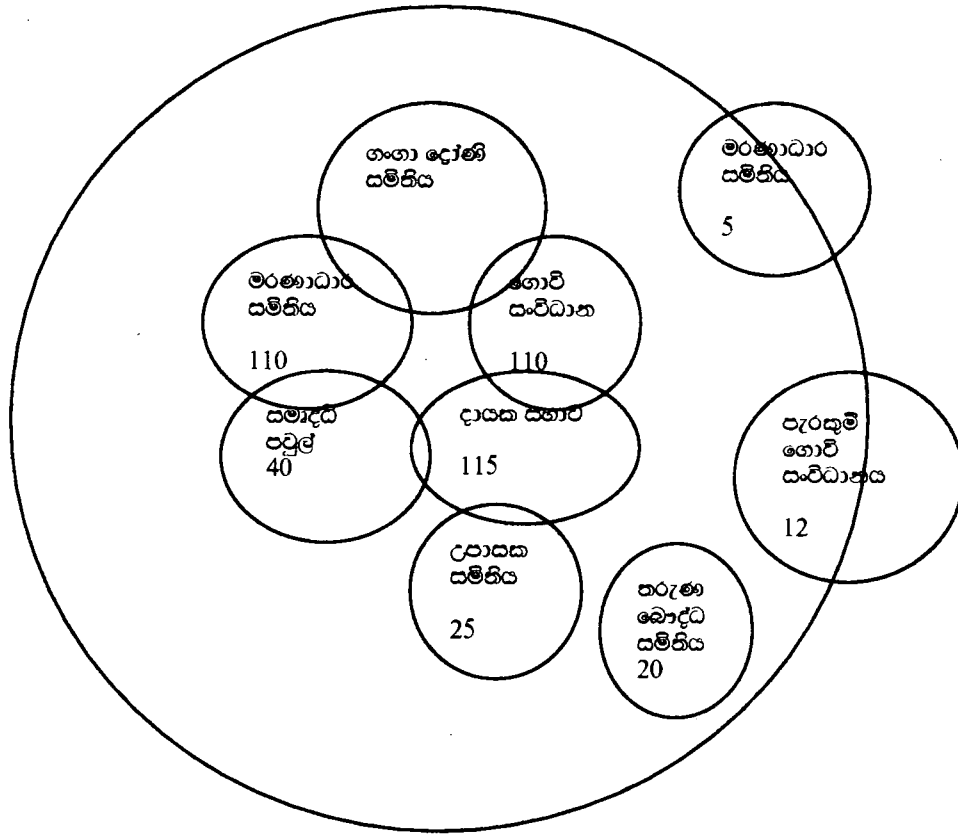 ගංගා ද්‍රෝණි
සමිතිය
මරණාධාර
සමිතිය
5
මරණාධාර
සමිතිය
110
ගොවි
සංවිධාන
110
සමෘද්ධි
පවුල්
40
දායක සභාව
115
පැරකුම්
ගොවි
සංවිධානය
12
උපාසක
සමිතිය
25
තරුණ
බෞද්ධ
සමිතිය
20